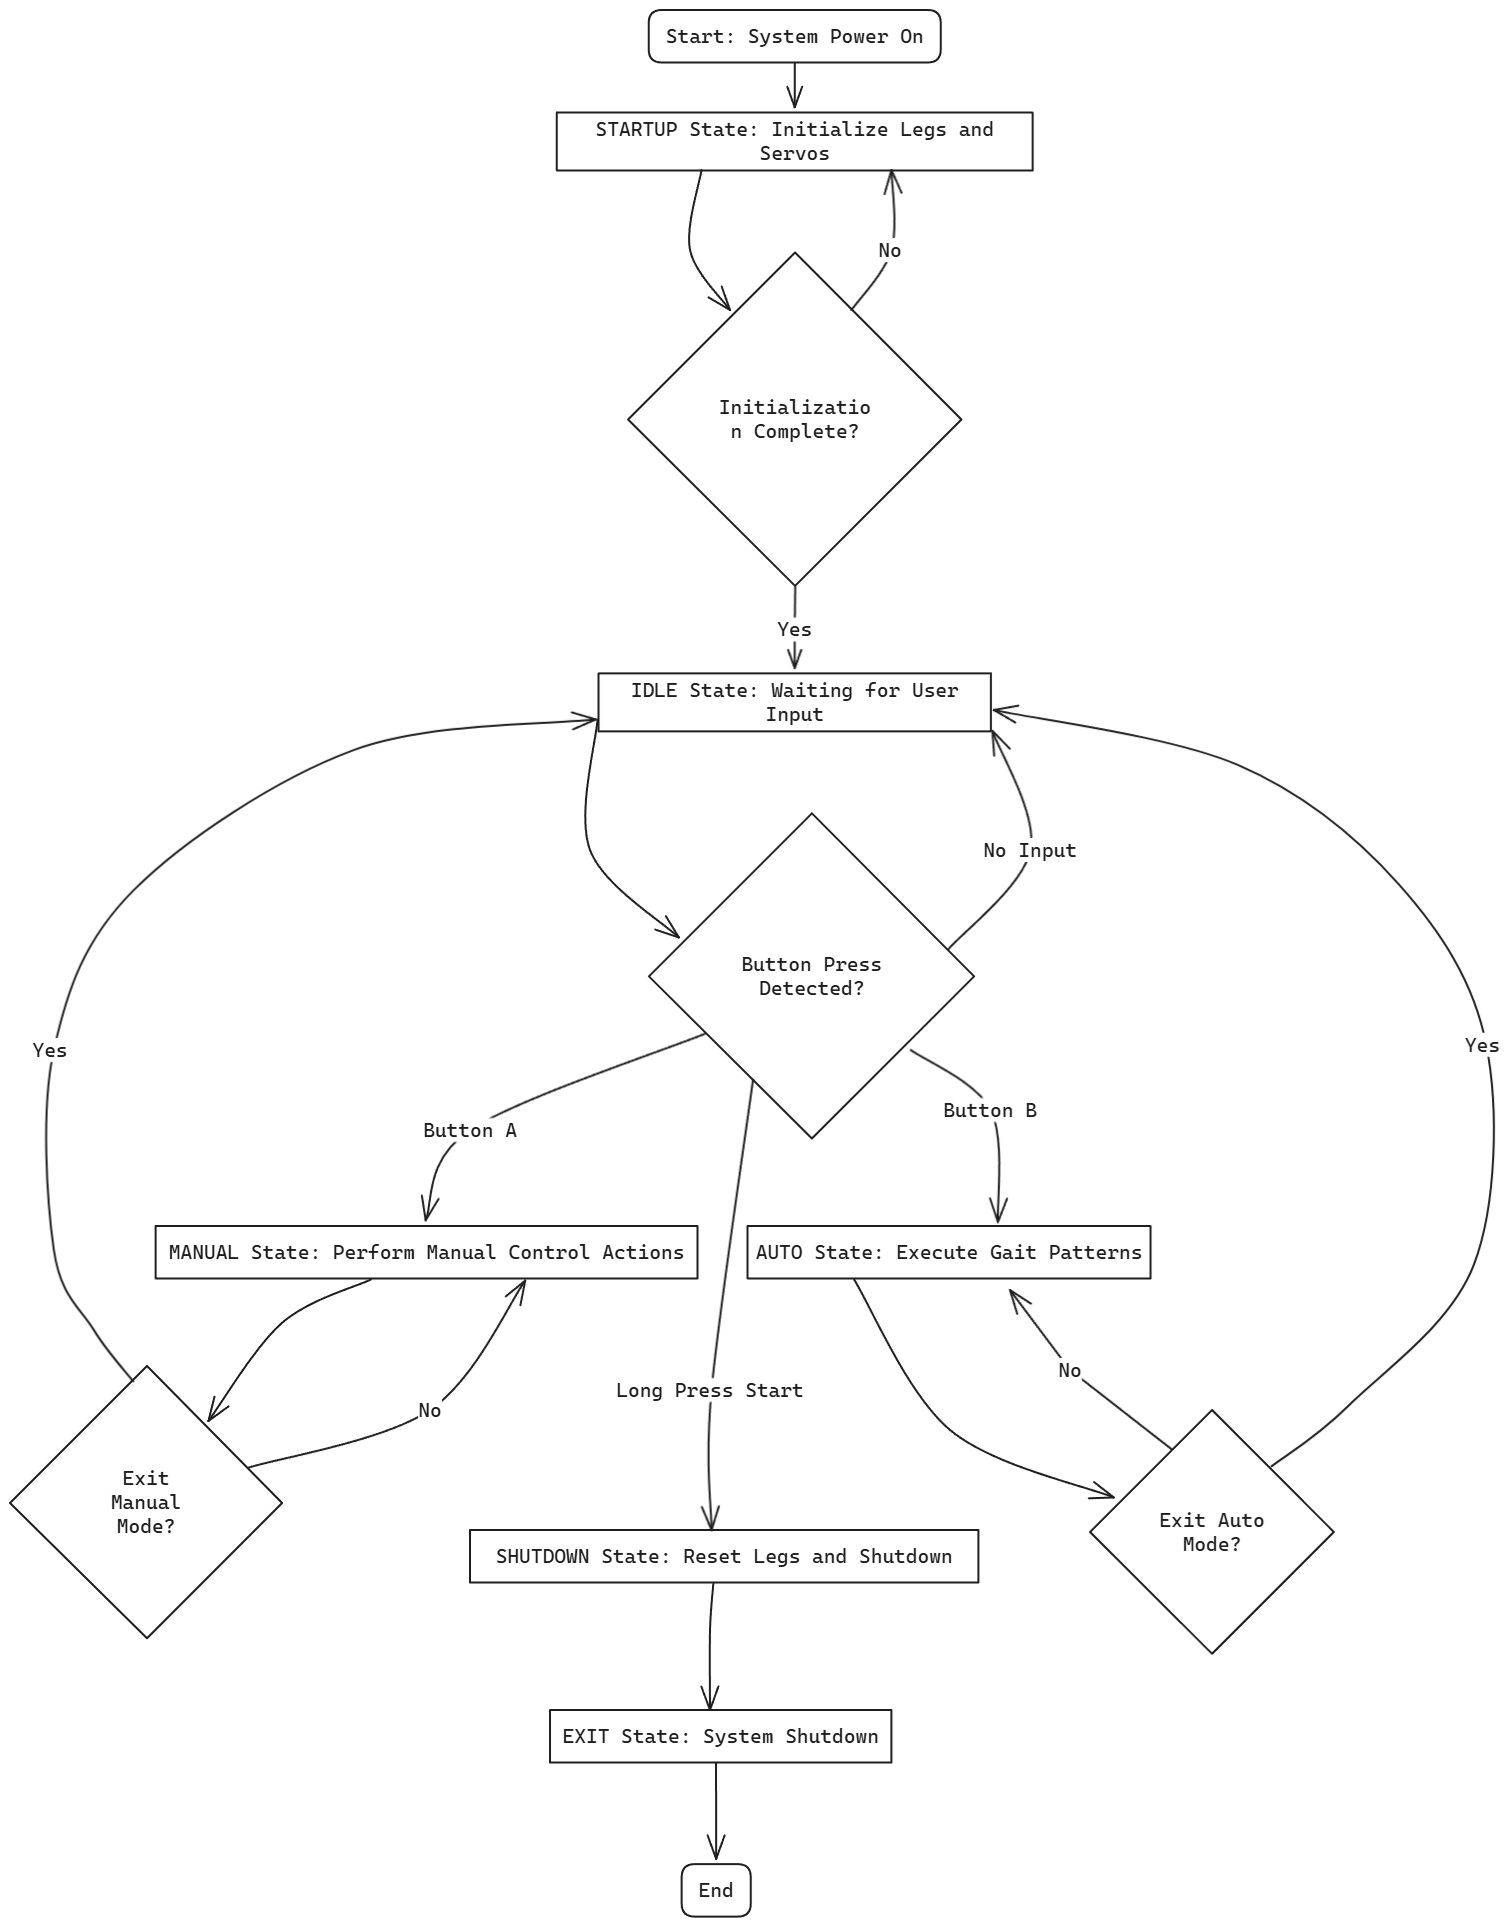 Start: System Power On
STARTUP State: Initialize Legs and
Servos
No
Initializatio
n Complete?
Yes
IDLE State: Waiting for User
Input
No Input
Button Press
Detected?
Yes
Yes
Button B
Button A
MANUAL State: Perform Manual Control Actions
AUTO State: Execute Gait Patterns
No
Long Press Start
No
Exit
Manual
Mode?
Exit Auto
Mode?
SHUTDOWN State: Reset Legs and Shutdown
EXIT State: System Shutdown
End